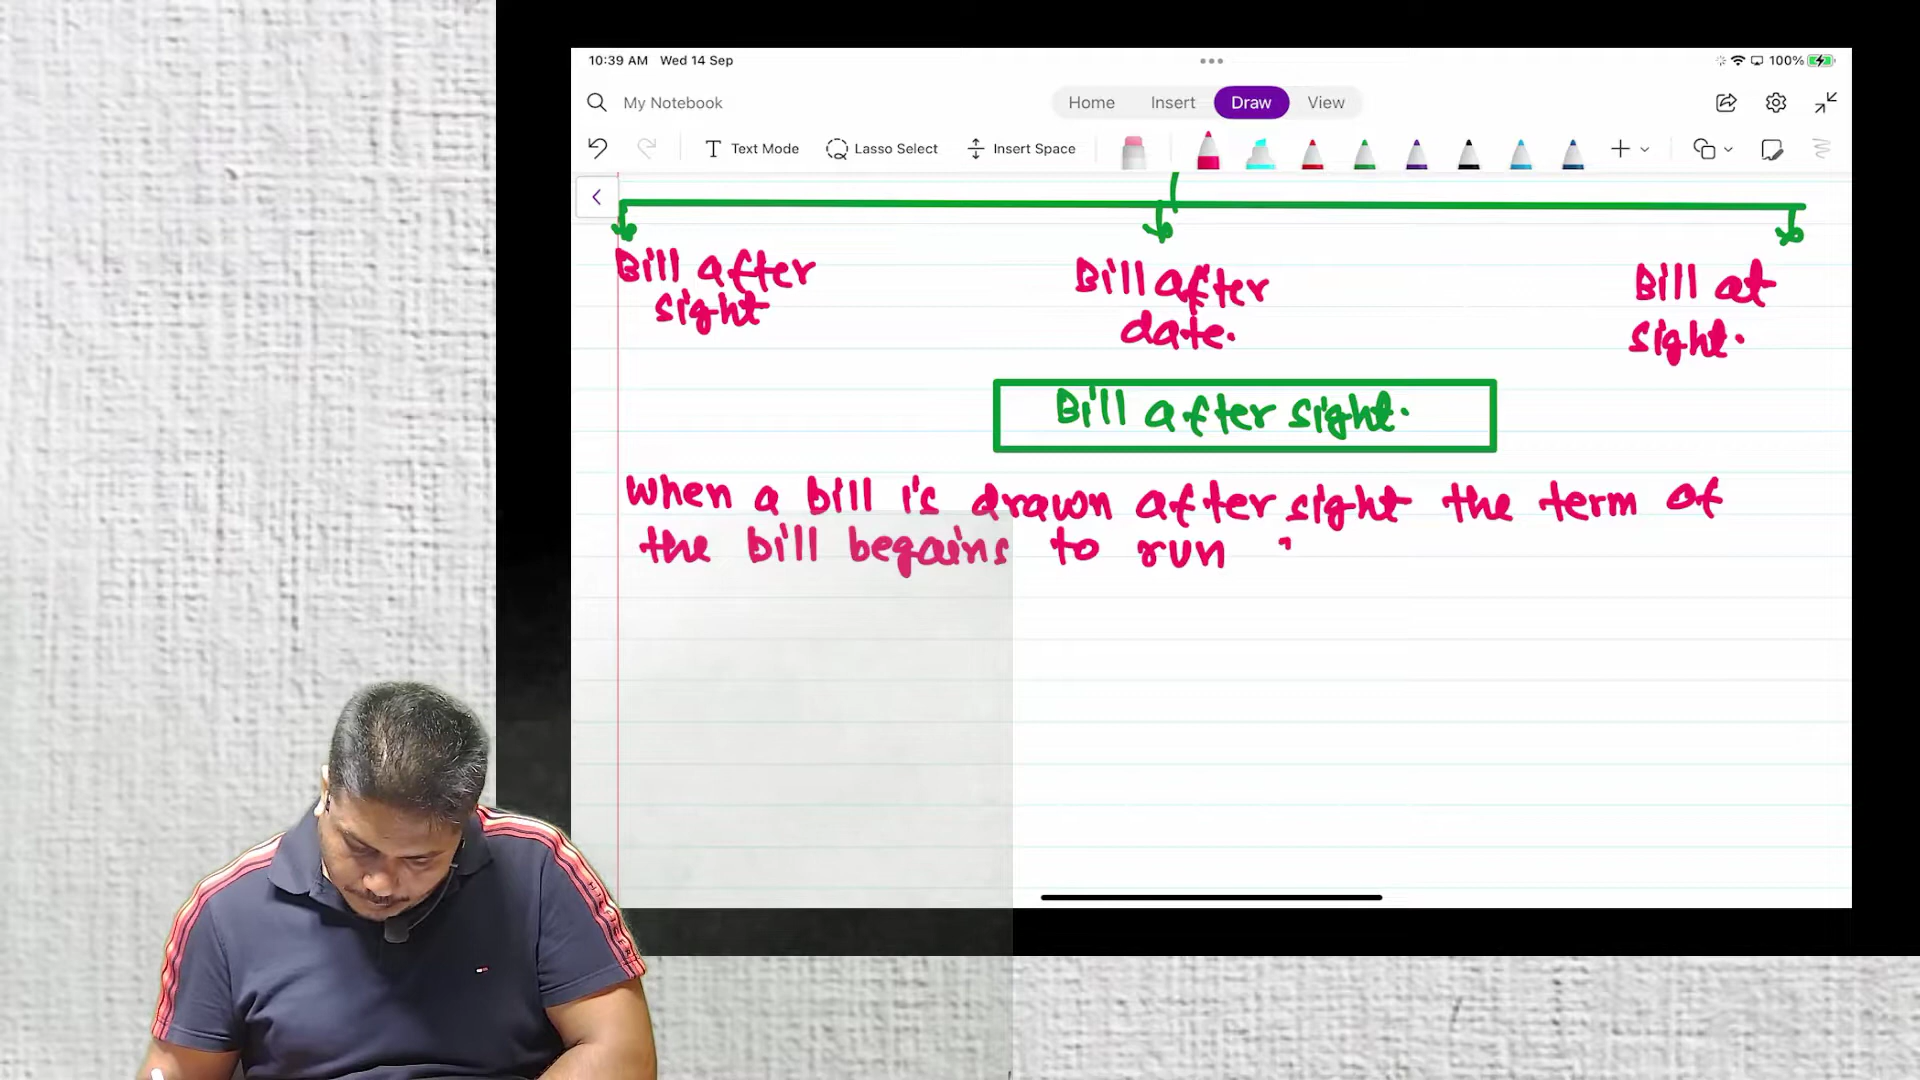 10:39 AM Wed 14 Sep 100%
My Notebook Home Insert Draw View
Text Mode Lasso Select Insert Space
Bill after
sight
Bill after
date.
Bill at
sight.
Bill after sight.
When a bill is drawn after sight the term of
the bill begains to run